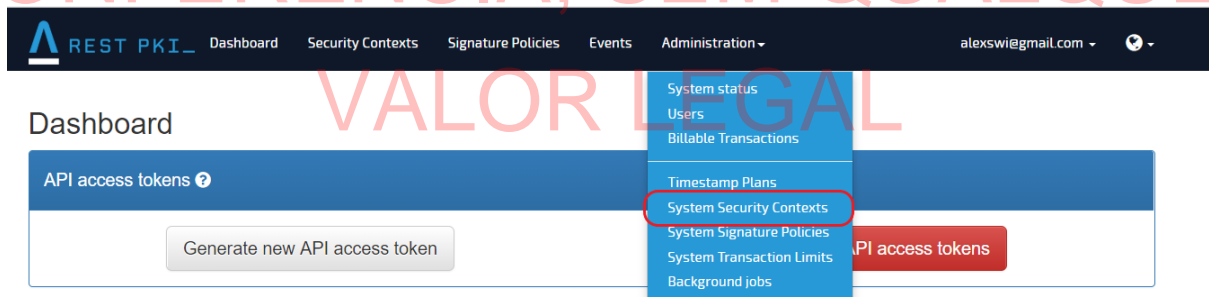 REST PKI_ Dashboard Security Contexts Signature Policies Events Administration alexswi@gmail.com
VALOR LEGAL
System status
Users
Billable Transactions
Dashboard
API access tokens
Timestamp Plans
System Security Contexts
System Signature Policies
System Transaction Limits
Background jobs
Generate new API access token
API access tokens